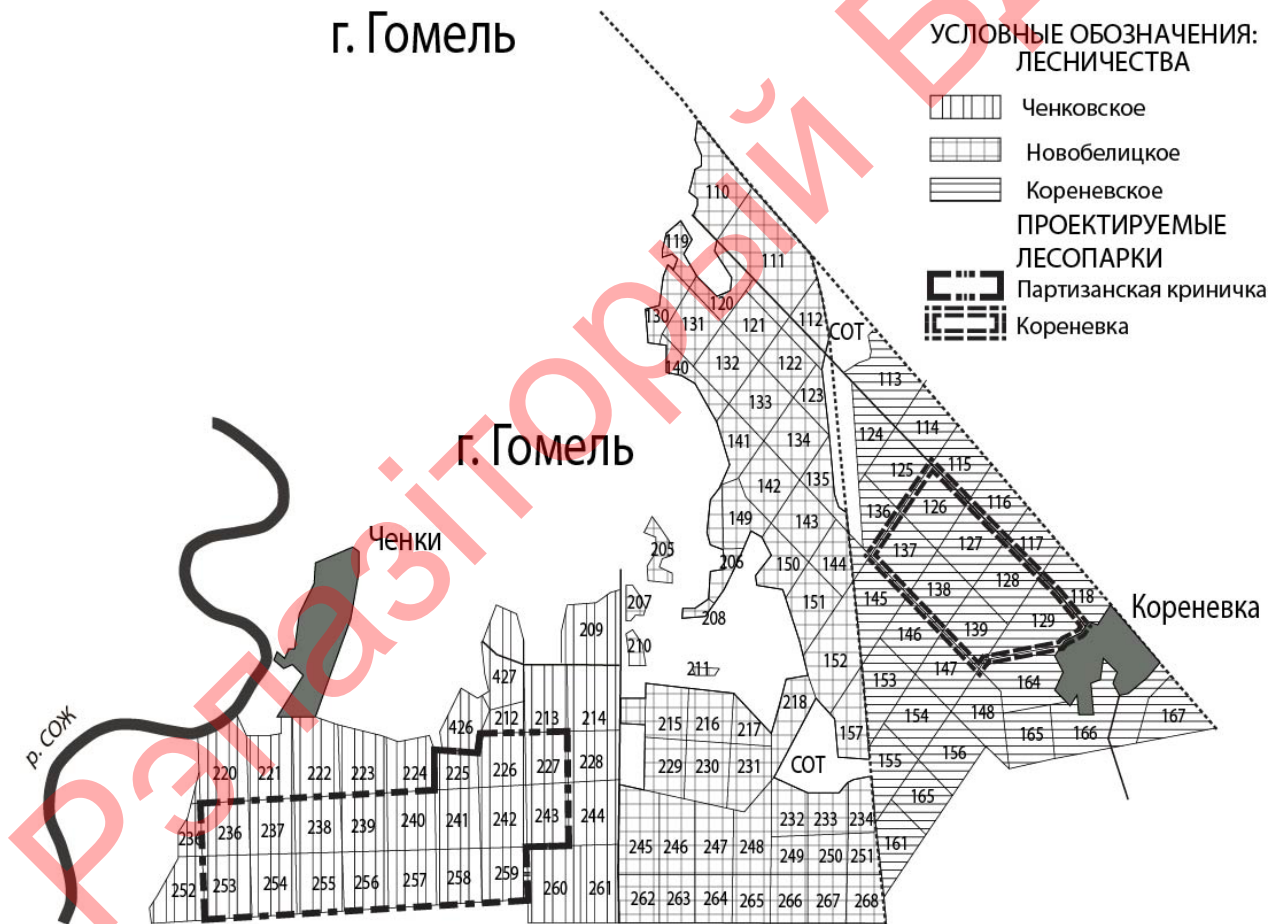 г. Гомель
УСЛОВНЫЕ ОБОЗНАЧЕНИЯ:
ЛЕСНИЧЕСТВА
Ченковское
Новобелицкое
Кореневское
ПРОЕКТИРУЕМЫЕ
ЛЕСОПАРКИ
Партизанская криничка
Кореневка
110
119
111
120
130 131 121 112 СОТ
140 132 122 113
133 123
141 134 124 114
г. Гомель
142 135 125 115
149 143 136 126 116
Ченки
205 206 150 144 137 127 117
207 208 151 145 138 128 118
Кореневка
209 210 146 139 129
211 152 147
427 153 164
426 212 213 214 215 216 217 218 157 154 148 165 166 167
р. СОЖ
220 221 222 223 224 225 226 227 228 229 230 231 СОТ 155 156
165
236 236 237 238 239 240 241 242 243 244 245 246 247 248 232 233 234 161
249 250 251
252 253 254 255 256 257 258 259 260 261 262 263 264 265 266 267 268
Рэпазіторый Б